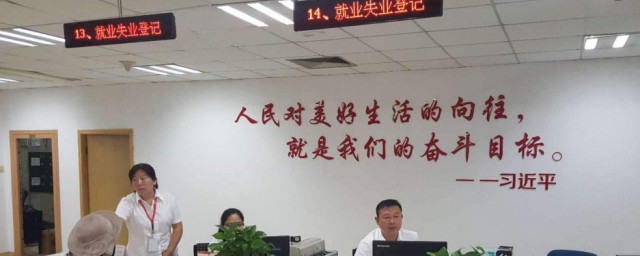 13、就业失业登记
14、就业失业登记
人民对美好生活的向往，
就是我们的奋斗目标。
——习近平